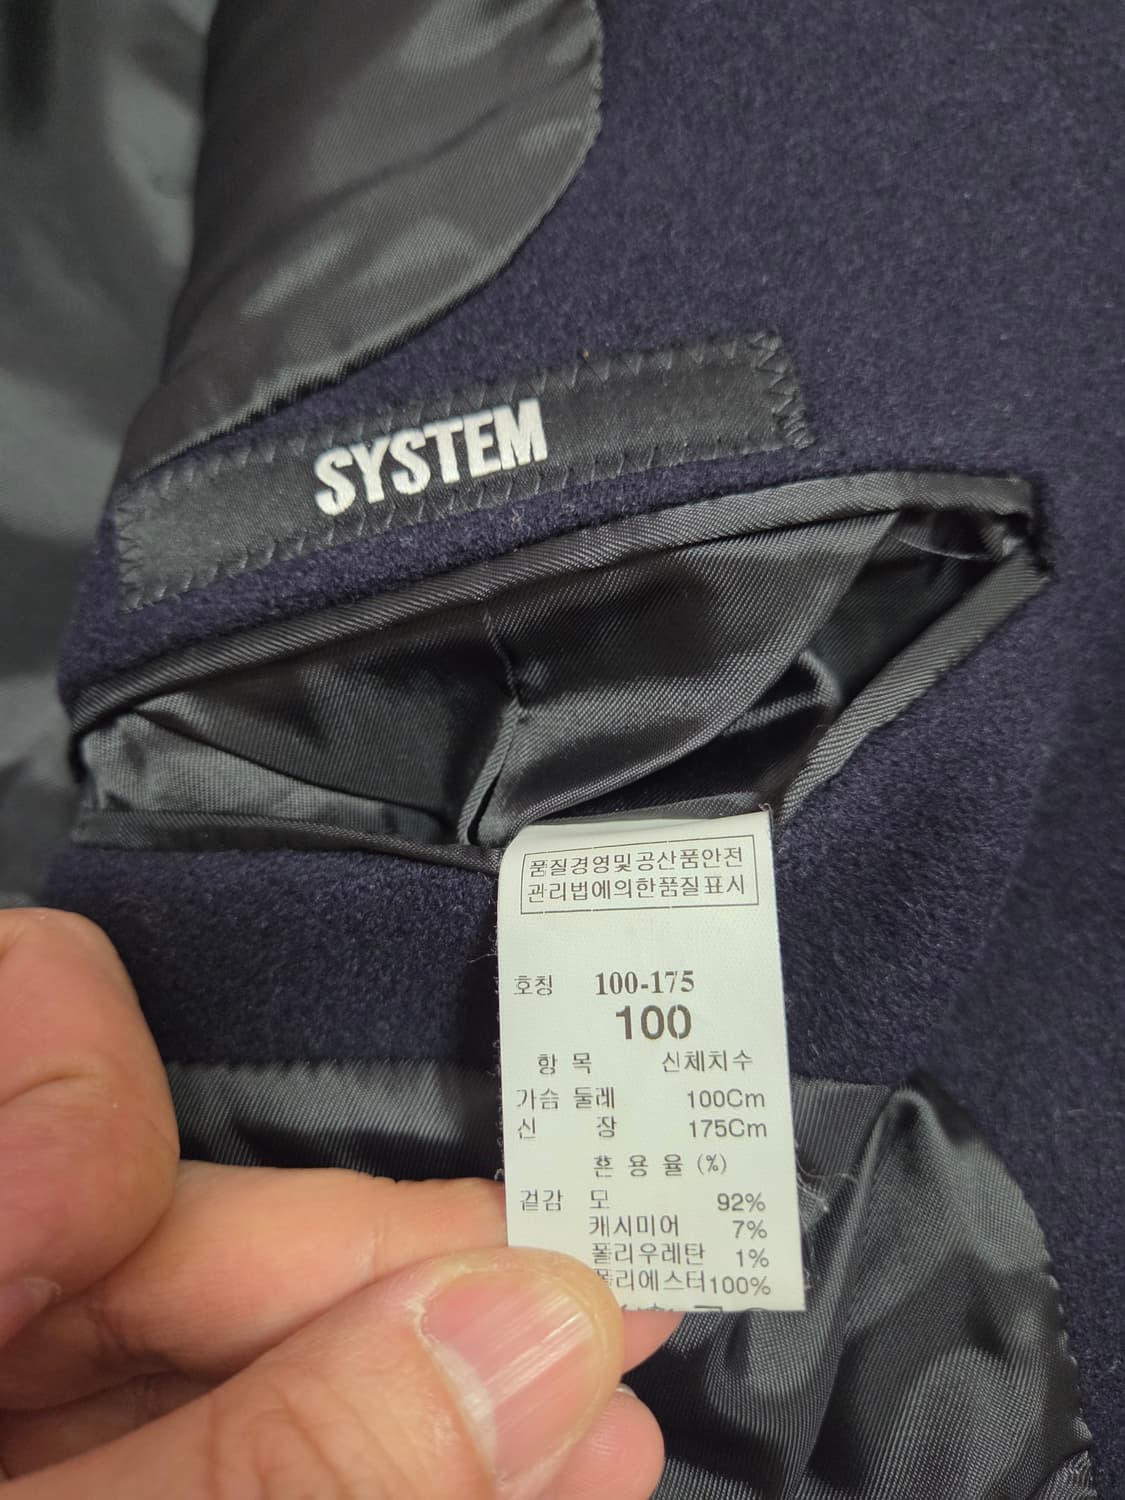 SYSTEM
품질경영및공산품안전
관리법에의한품질표시
호칭 100-175
100
항 목 신체치수
가슴 둘레 100Cm
신 장 175Cm
혼 용 율 (%)
겉감 모 92%
캐시미어 7%
폴리우레탄 1%
폴리에스터 100%